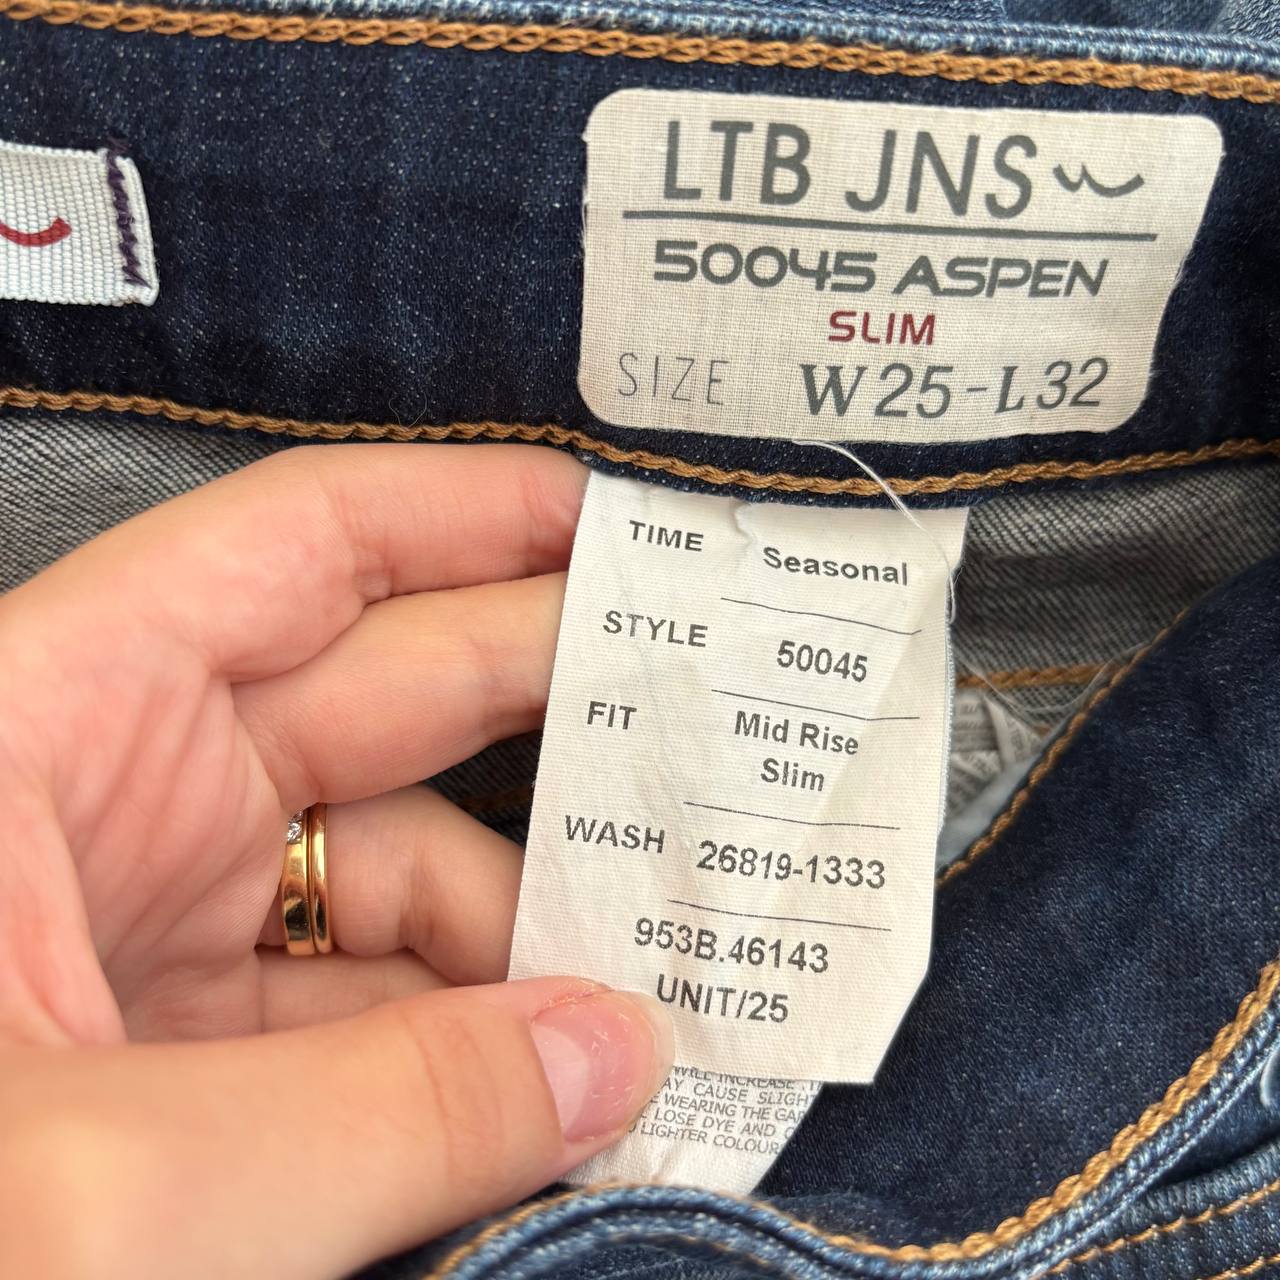 LTB JNS
50045 ASPEN
SLIM
SIZE W25-L32
TIME Seasonal
STYLE 50045
FIT Mid Rise
Slim
WASH 26819-1333
953B.46143
UNIT/25
WILL INCREASE
AY CAUSE SLIGH
WEARING THE GA
LOSE DYE AND
LIGHTER COLOUR